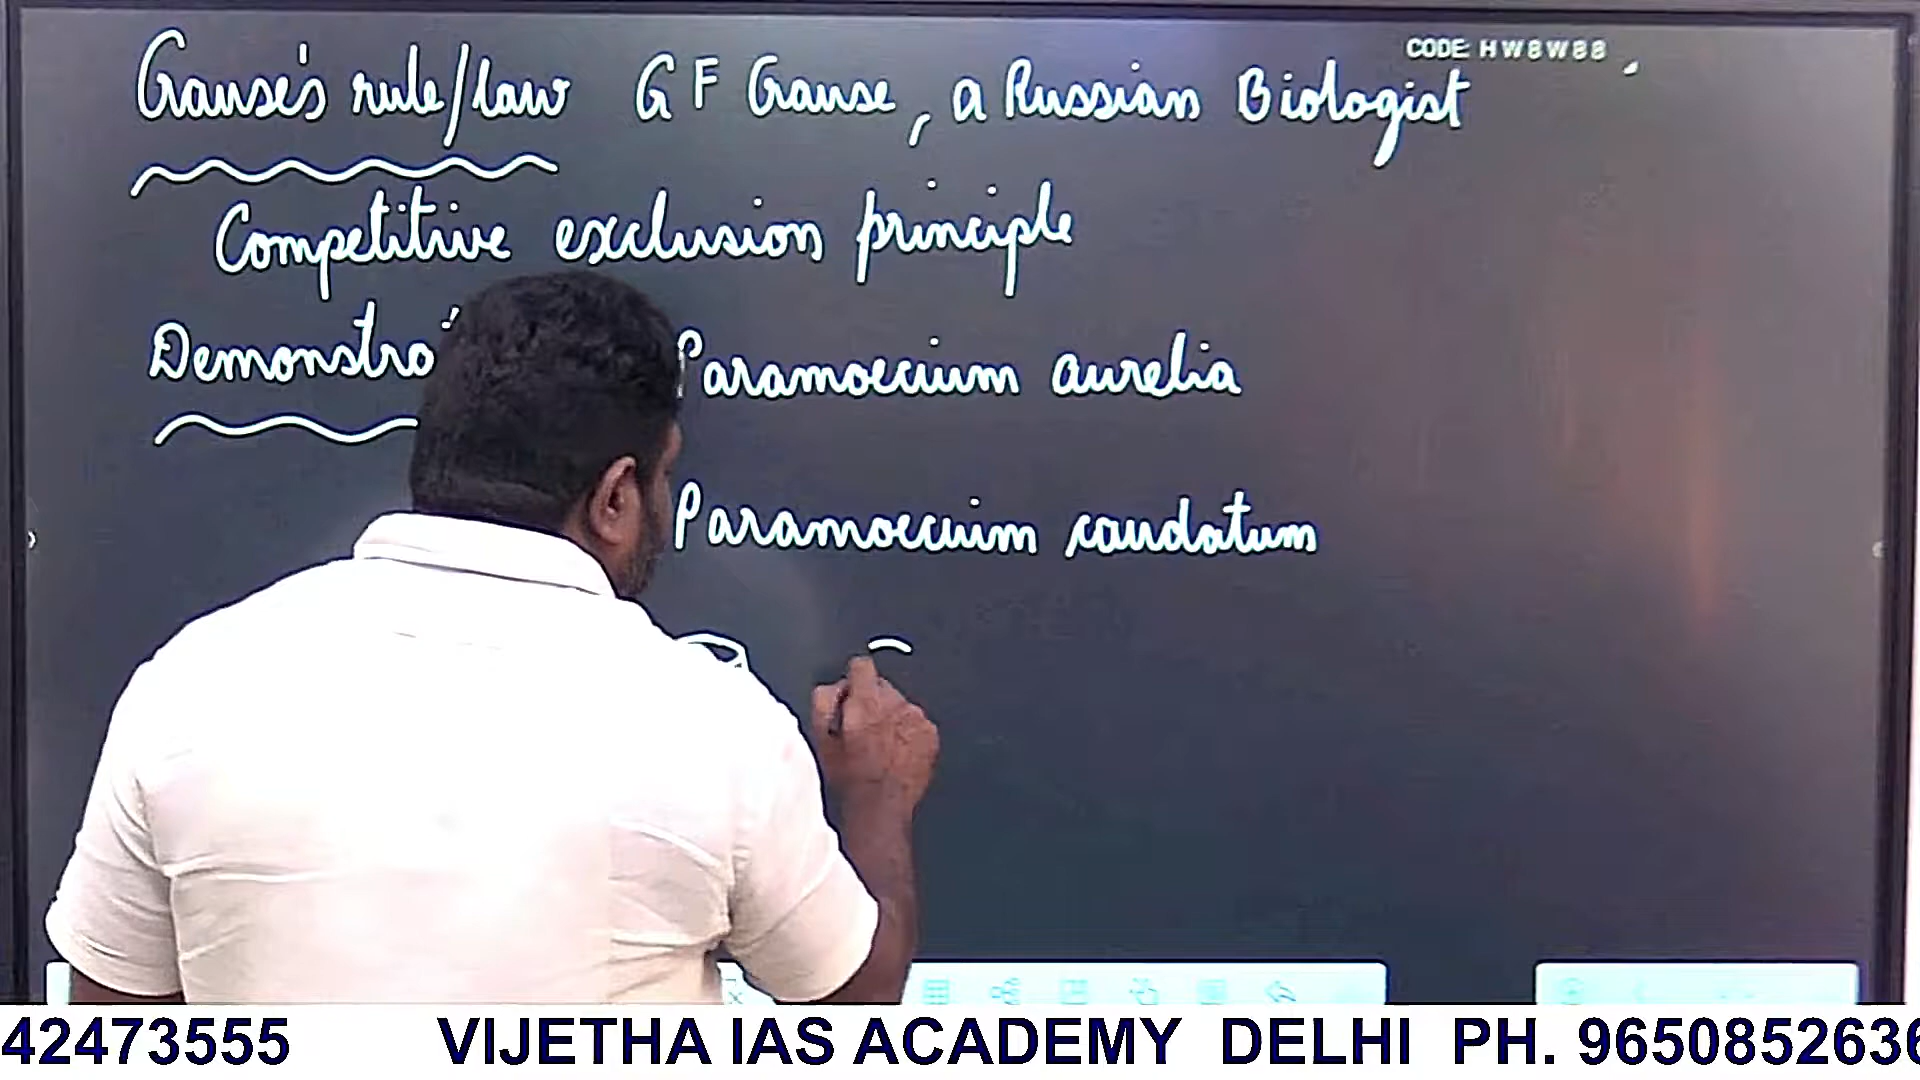 CODE: HW8W88
Gause's rule/law G F Gause, a Russian Biologist
Competitive exclusion principle
Paramoecium aurelia
Paramoecium caudatum
42473555 VIJETHA IAS ACADEMY DELHI PH. 9650852636